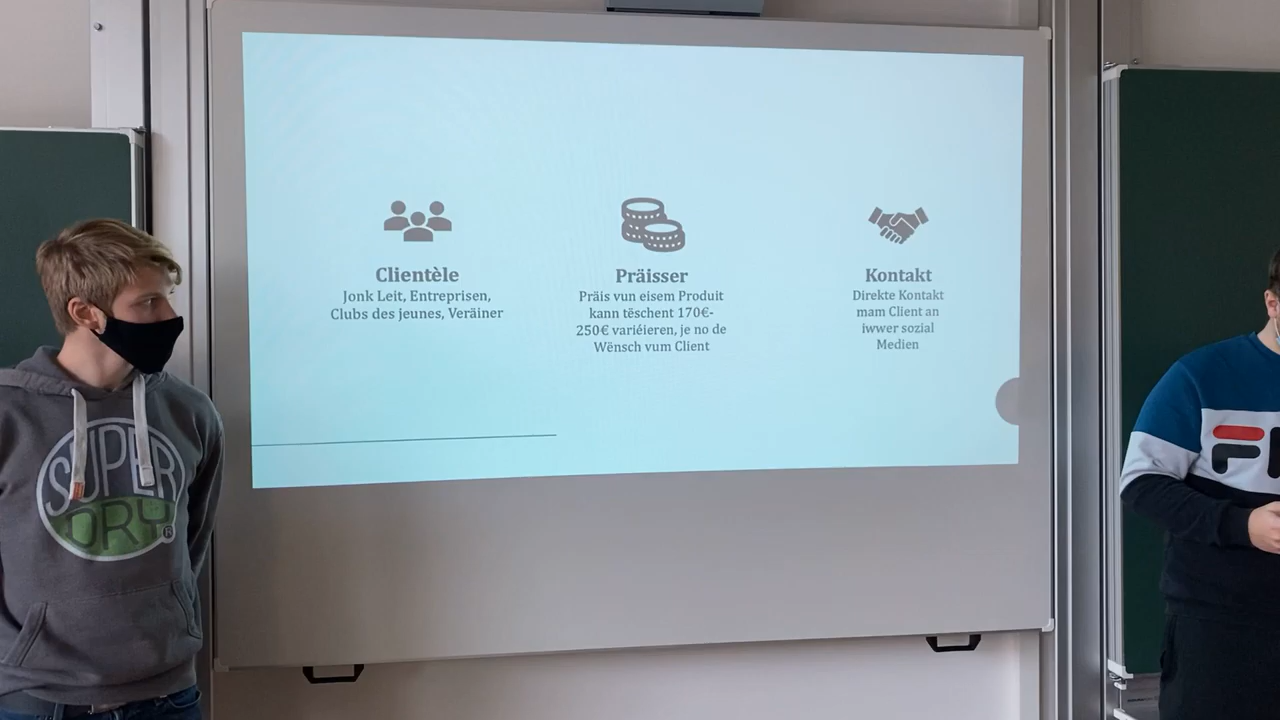 Clientèle
Jonk Leit, Entreprisen,
Clubs des jeunes, Veräiner
Präisser
Präis vun eisem Produit
kann tëschent 170€-
250€ variéieren, je no de
Wënsch vum Client
Kontakt
Direkte Kontakt
mam Client an
iwwer sozial
Medien
SUPER
DRY®